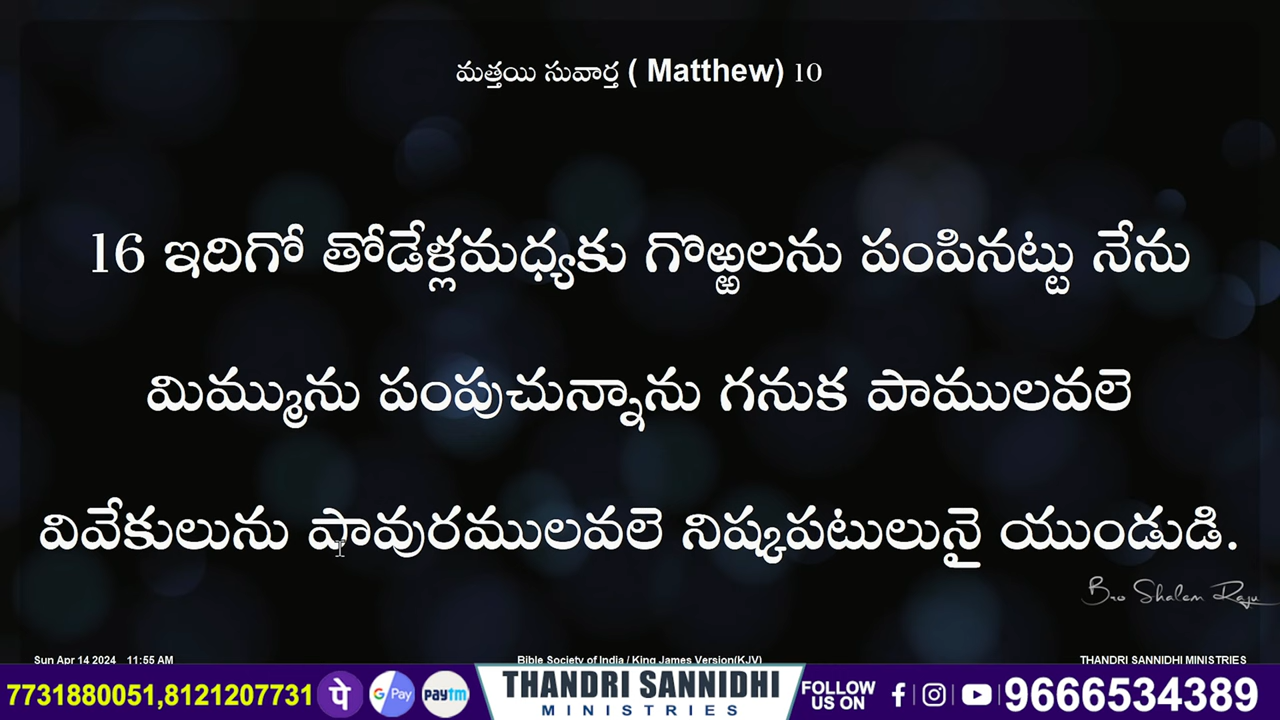 మత్తయి సువార్త ( Matthew) 10
16 ఇదిగో తోడేళ్లమధ్యకు గొఱ్ఱలను పంపినట్టు నేను
మిమ్మును పంపుచున్నాను గనుక పాములవలె
వివేకులును పావురములవలె నిష్కపటులునై యుండుడి.
Bro Shalem Raju
Sun Apr 14 2024 11:55 AM
Bible Society of India / King James Version(KJV)
THANDRI SANNIDHI MINISTRIES
7731880051,8121207731
पे
G Pay
paytm
THANDRI SANNIDHI
MINISTRIES
FOLLOW
US ON
9666534389